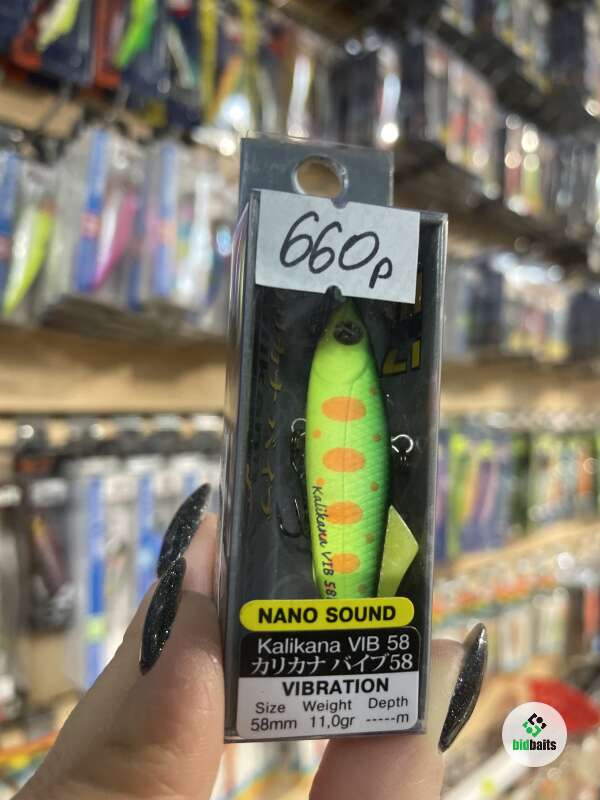 660р
Kalikana VIB 58
NANO SOUND
Kalikana VIB 58
カリカナ バイブ58
VIBRATION
Size Weight Depth
58mm 11,0gr -----m
bidbaits